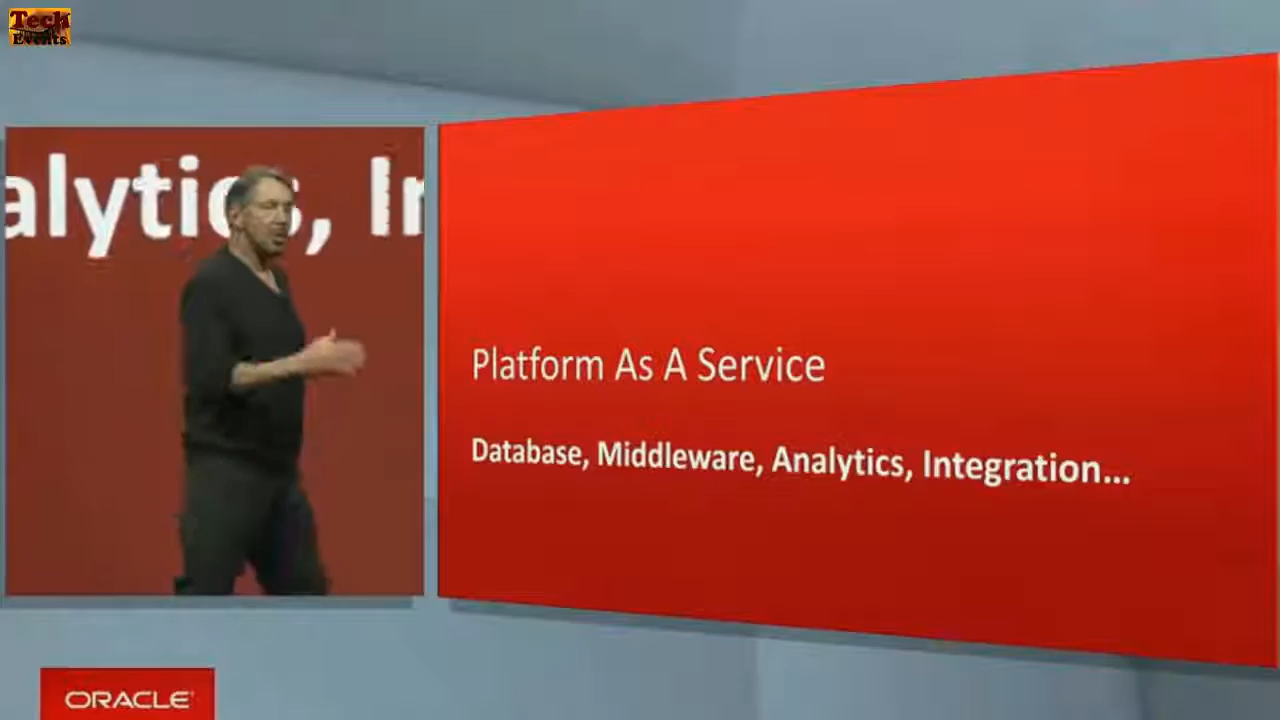 Tech
Events
alytics, In
Platform As A Service
Database, Middleware, Analytics, Integration...
ORACLE